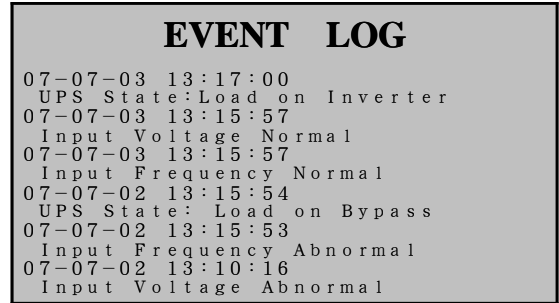 EVENT LOG
07-07-03 13:17:00
UPS State:Load on Inverter
07-07-03 13:15:57
Input Voltage Normal
07-07-03 13:15:57
Input Frequency Normal
07-07-02 13:15:54
UPS State: Load on Bypass
07-07-02 13:15:53
Input Frequency Abnormal
07-07-02 13:10:16
Input Voltage Abnormal